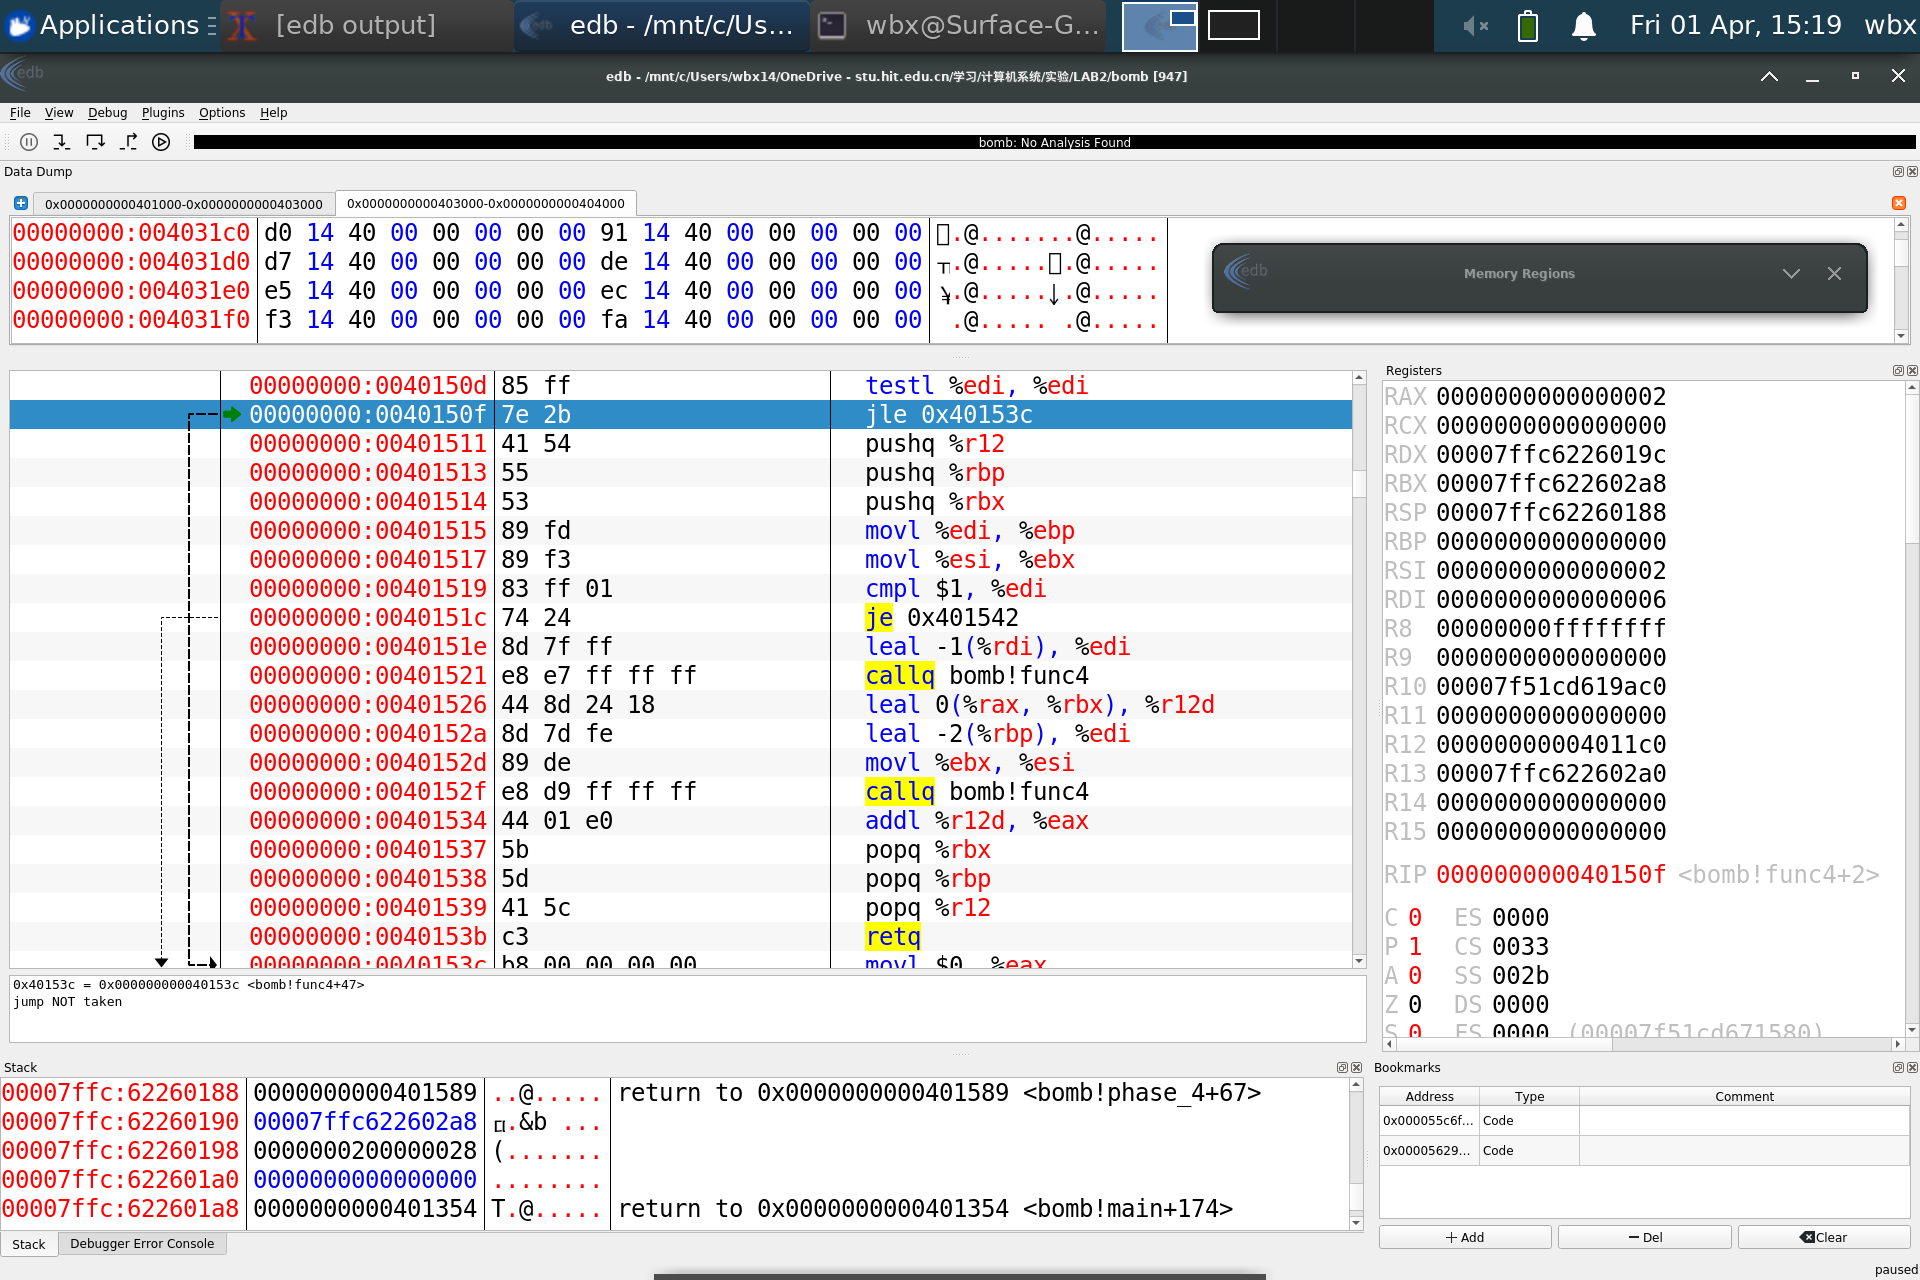 Applications
[edb output]
edb - /mnt/c/Us...
wbx@Surface-G...
Fri 01 Apr, 15:19
wbx
edb
edb - /mnt/c/Users/wbx14/OneDrive - stu.hit.edu.cn/学习/计算机系统/实验/LAB2/bomb [947]
File View Debug Plugins Options Help
bomb: No Analysis Found
Data Dump
0x0000000000401000-0x0000000000403000
0x0000000000403000-0x0000000000404000
00000000:004031c0 d0 14 40 00 00 00 00 00 91 14 40 00 00 00 00 00 .@.......@.....
00000000:004031d0 d7 14 40 00 00 00 00 00 de 14 40 00 00 00 00 00 .@..... .@.....
00000000:004031e0 e5 14 40 00 00 00 00 00 ec 14 40 00 00 00 00 00 .@.....↓.@.....
00000000:004031f0 f3 14 40 00 00 00 00 00 fa 14 40 00 00 00 00 00 .@..... .@.....
edb
Memory Regions
00000000:0040150d 85 ff testl %edi, %edi
00000000:0040150f 7e 2b jle 0x40153c
00000000:00401511 41 54 pushq %r12
00000000:00401513 55 pushq %rbp
00000000:00401514 53 pushq %rbx
00000000:00401515 89 fd movl %edi, %ebp
00000000:00401517 89 f3 movl %esi, %ebx
00000000:00401519 83 ff 01 cmpl $1, %edi
00000000:0040151c 74 24 je 0x401542
00000000:0040151e 8d 7f ff leal -1(%rdi), %edi
00000000:00401521 e8 e7 ff ff ff callq bomb!func4
00000000:00401526 44 8d 24 18 leal 0(%rax, %rbx), %r12d
00000000:0040152a 8d 7d fe leal -2(%rbp), %edi
00000000:0040152d 89 de movl %ebx, %esi
00000000:0040152f e8 d9 ff ff ff callq bomb!func4
00000000:00401534 44 01 e0 addl %r12d, %eax
00000000:00401537 5b popq %rbx
00000000:00401538 5d popq %rbp
00000000:00401539 41 5c popq %r12
00000000:0040153b c3 retq
00000000:0040153c b8 00 00 00 00 movl $0, %eax
0x40153c = 0x000000000040153c <bomb!func4+47>
jump NOT taken
Registers
RAX 0000000000000002
RCX 0000000000000000
RDX 00007ffc6226019c
RBX 00007ffc622602a8
RSP 00007ffc62260188
RBP 0000000000000000
RSI 0000000000000002
RDI 0000000000000006
R8 00000000ffffffff
R9 0000000000000000
R10 00007f51cd619ac0
R11 0000000000000000
R12 00000000004011c0
R13 00007ffc622602a0
R14 0000000000000000
R15 0000000000000000
RIP 000000000040150f <bomb!func4+2>
C 0 ES 0000
P 1 CS 0033
A 0 SS 002b
Z 0 DS 0000
S 0 FS 0000 (00007f51cd671580)
Stack
00007ffc:62260188 0000000000401589 ..@..... return to 0x0000000000401589 <bomb!phase_4+67>
00007ffc:62260190 00007ffc622602a8 .&b ...
00007ffc:62260198 0000000200000028 (.......
00007ffc:622601a0 0000000000000000 ........
00007ffc:622601a8 0000000000401354 T.@..... return to 0x0000000000401354 <bomb!main+174>
Stack
Debugger Error Console
Bookmarks
Address Type Comment
0x000055c6f... Code
0x00005629... Code
Add
Del
Clear
paused